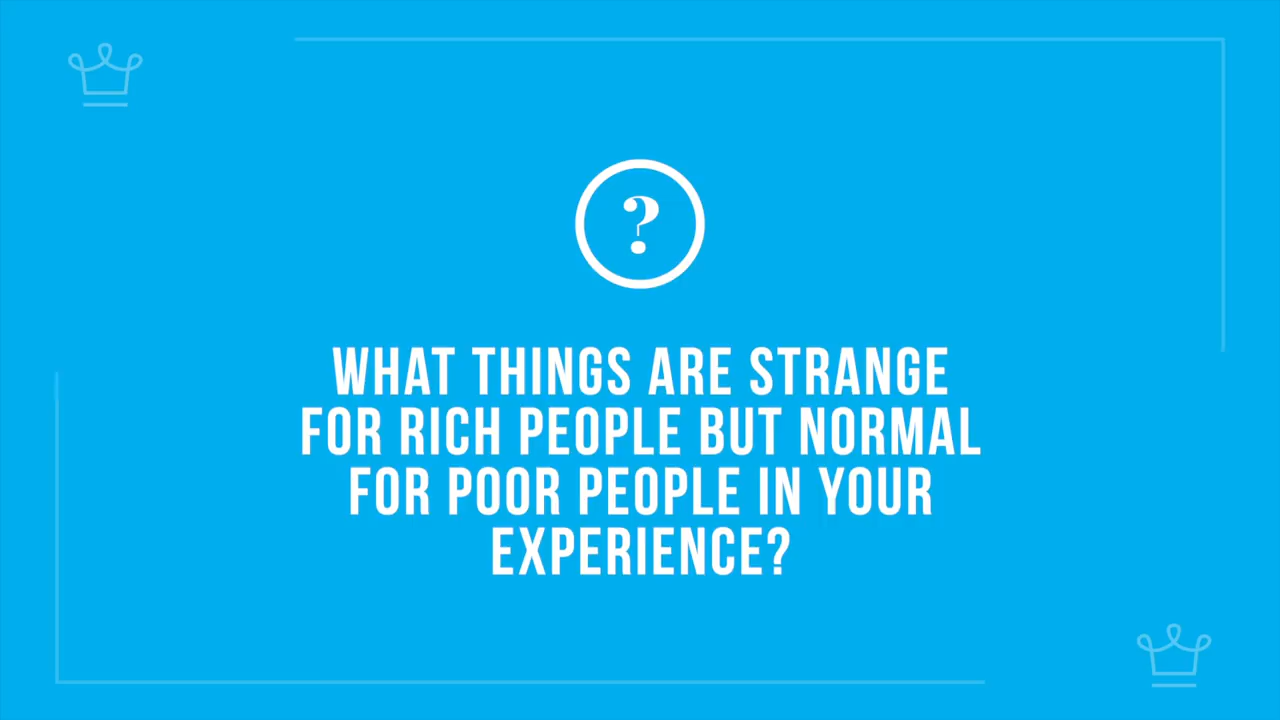 ?
WHAT THINGS ARE STRANGE
FOR RICH PEOPLE BUT NORMAL
FOR POOR PEOPLE IN YOUR
EXPERIENCE?